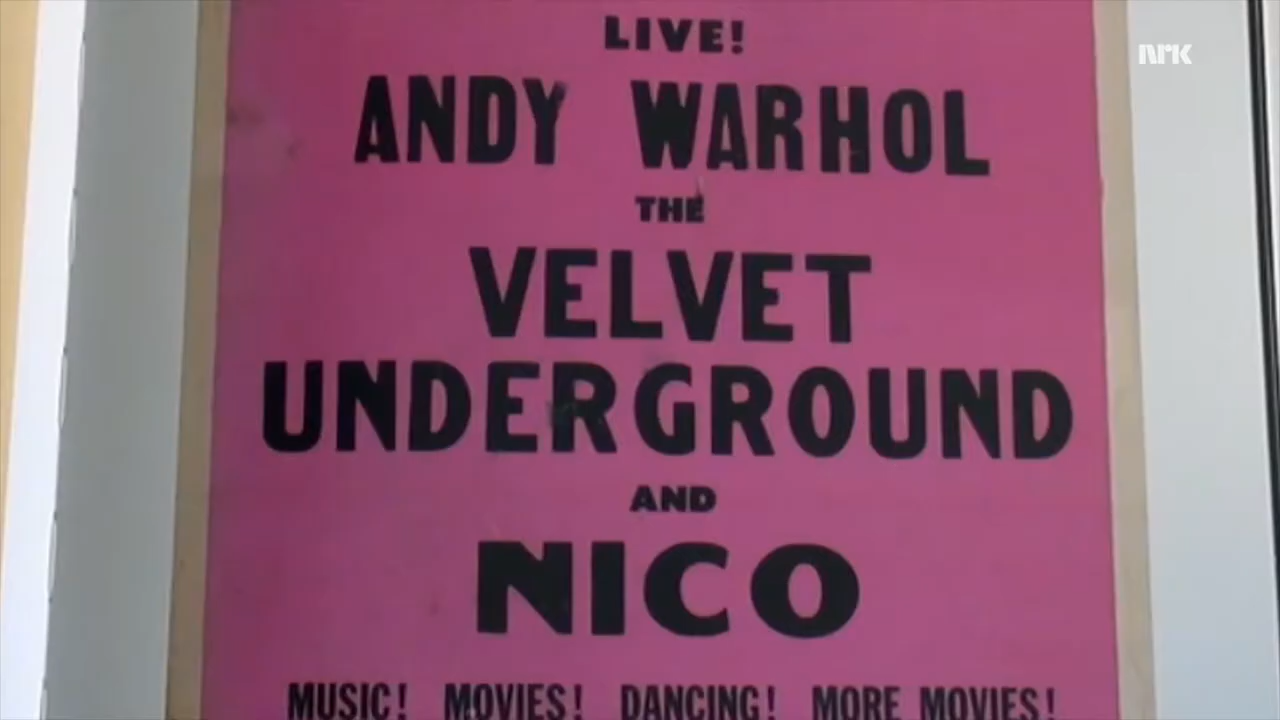 LIVE!
nrk
ANDY WARHOL
THE
VELVET
UNDERGROUND
AND
NICO
MUSIC! MOVIES! DANCING! MORE MOVIES!